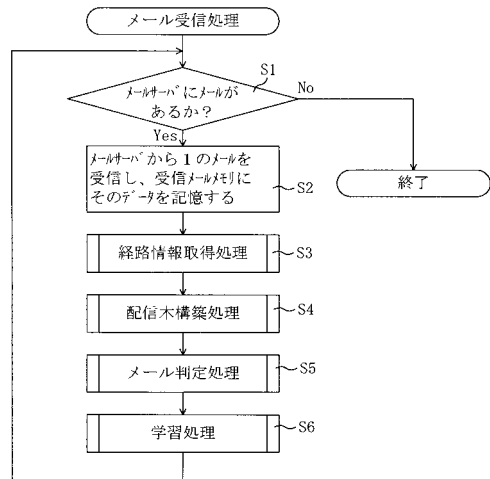 メール受信処理
S1
メールサーバにメールが
あるか？
No
Yes
メールサーバから１のメールを
受信し、受信メールメモリに
そのデータを記憶する
S2
終了
経路情報取得処理
S3
配信木構築処理
S4
メール判定処理
S5
学習処理
S6